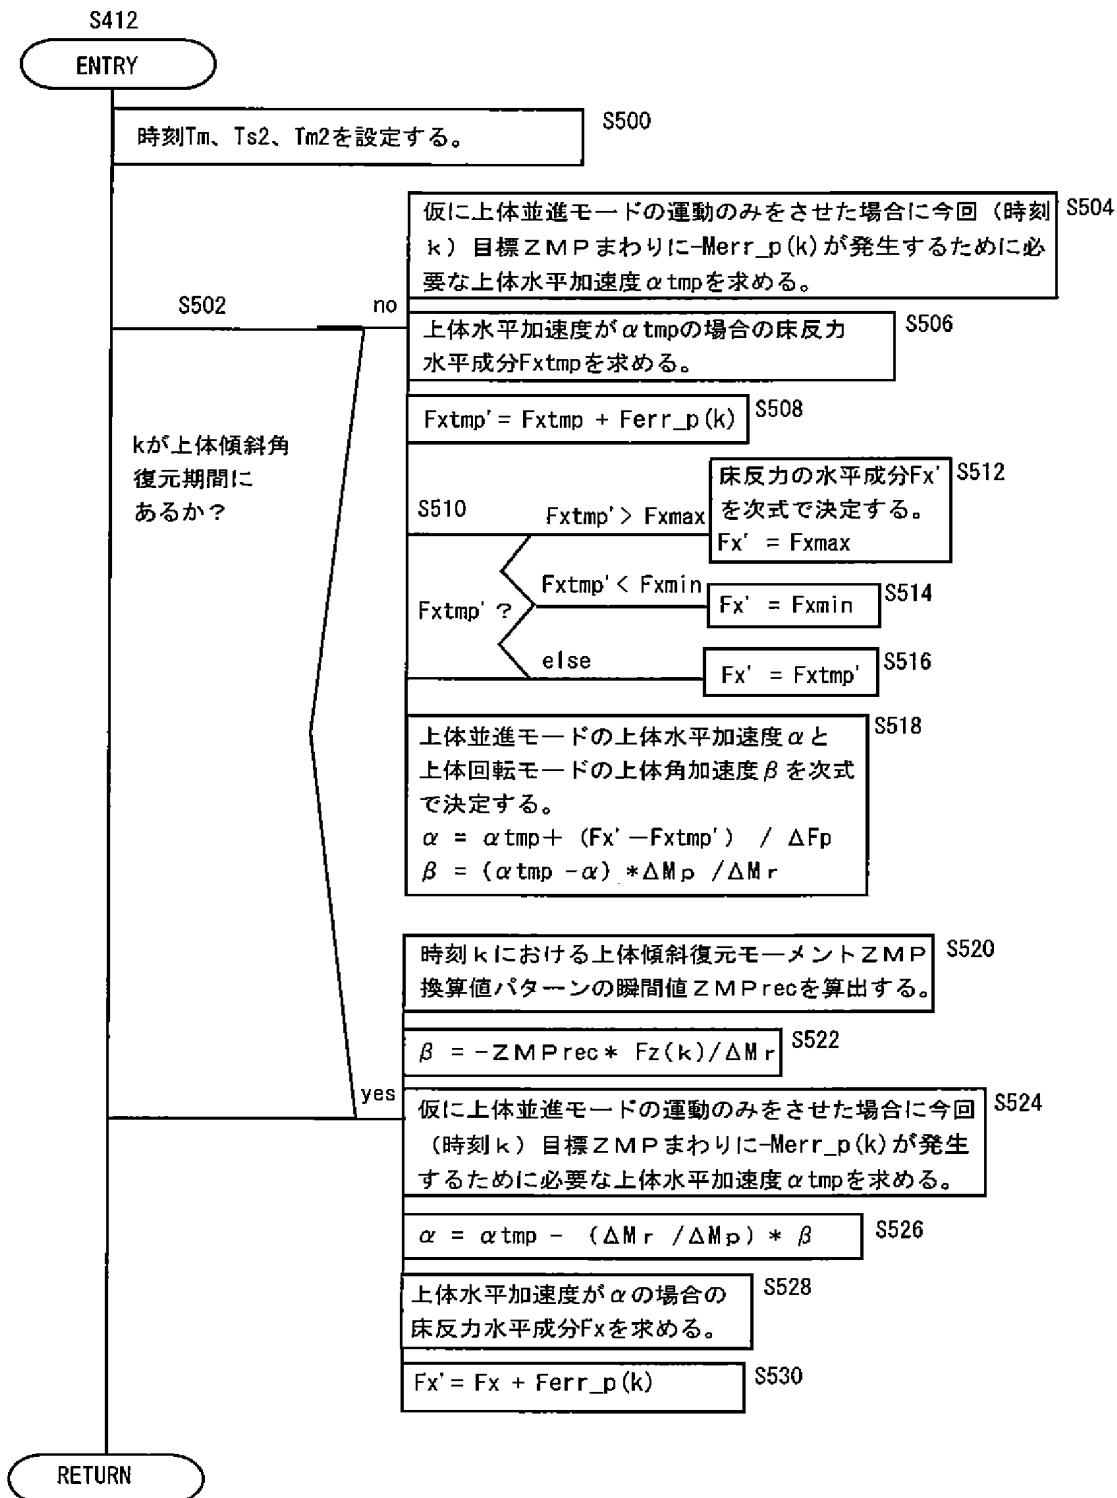 S412
ENTRY
時刻Tm、Ts2、Tm2を設定する。
S500
仮に上体並進モードの運動のみをさせた場合に今回(時刻
k)目標ZMPまわりに-Merr_p(k)が発生するために必
要な上体水平加速度αtmpを求める。
S504
S502
no
上体水平加速度がαtmpの場合の床反力
水平成分Fxtmpを求める。
S506
Fxtmp' = Fxtmp + Ferr_p(k)
S508
kが上体傾斜角
復元期間に
あるか?
S510
Fxtmp' > Fxmax
床反力の水平成分Fx'
を次式で決定する。
Fx' = Fxmax
S512
Fxtmp' ?
Fxtmp' < Fxmin
Fx' = Fxmin
S514
else
Fx' = Fxtmp'
S516
上体並進モードの上体水平加速度αと
上体回転モードの上体角加速度βを次式
で決定する。
α = αtmp+ (Fx' -Fxtmp') / ΔFp
β = (αtmp -α) *ΔMp /ΔMr
S518
時刻kにおける上体傾斜復元モーメントZMP
換算値パターンの瞬間値ZMPrecを算出する。
S520
β = -ZMPrec* Fz(k)/ΔMr
S522
yes
仮に上体並進モードの運動のみをさせた場合に今回
(時刻k)目標ZMPまわりに-Merr_p(k)が発生
するために必要な上体水平加速度αtmpを求める。
S524
α = αtmp - (ΔMr /ΔMp) * β
S526
上体水平加速度がαの場合の
床反力水平成分Fxを求める。
S528
Fx' = Fx + Ferr_p(k)
S530
RETURN